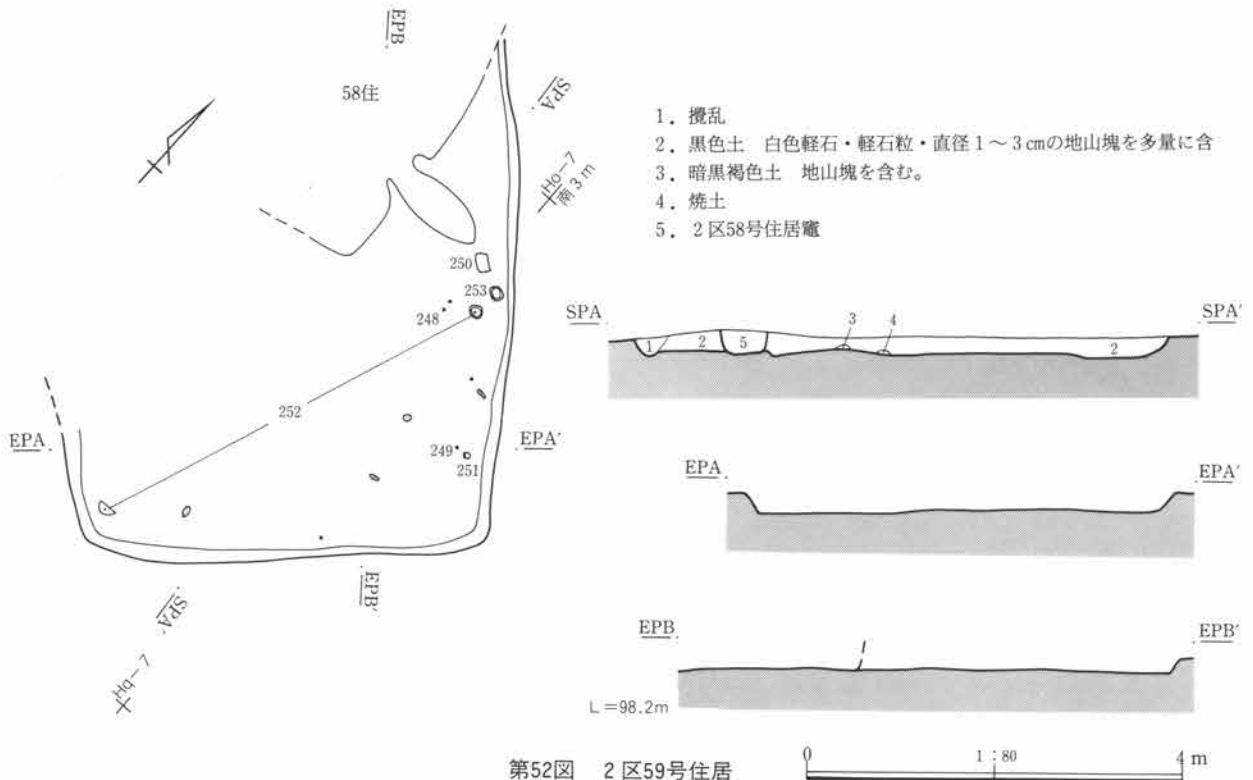 EPB
58住
SPA
Ho-7
南3m
250
253
248
252
EPA
EPA′
249
251
EPB′
SPA′
Hq-7
1. 攪乱
2. 黒色土 白色軽石・軽石粒・直径1〜3cmの地山塊を多量に含
3. 暗黒褐色土 地山塊を含む。
4. 焼土
5. 2区58号住居竈
SPA
SPA′
3
4
1
2
5
2
EPA
EPA′
EPB
EPB′
L=98.2m
第52図 2区59号住居
0
1:80
4m